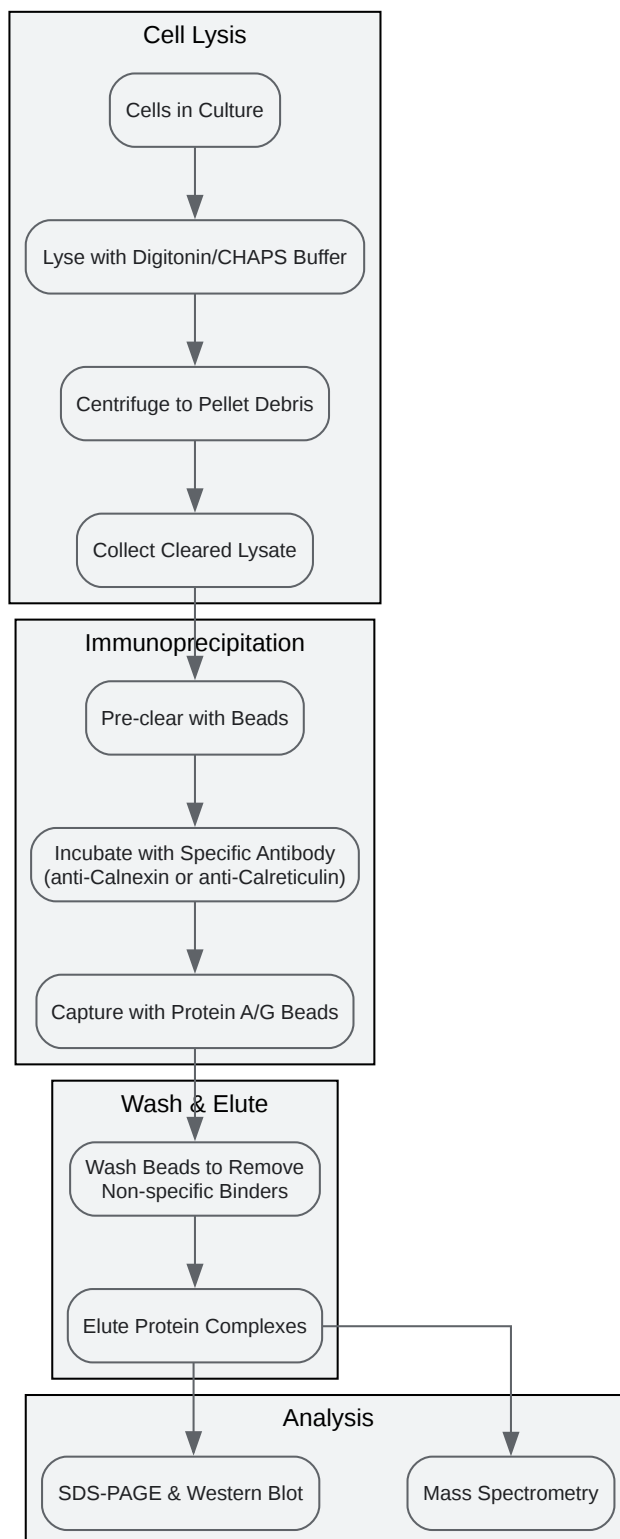 Cell Lysis
Cells in Culture
Lyse with Digitonin/CHAPS Buffer
Centrifuge to Pellet Debris
Collect Cleared Lysate
Immunoprecipitation
Pre-clear with Beads
Incubate with Specific Antibody
(anti-Calnexin or anti-Calreticulin)
Capture with Protein A/G Beads
Wash & Elute
Wash Beads to Remove
Non-specific Binders
Elute Protein Complexes
Analysis
SDS-PAGE & Western Blot
Mass Spectrometry